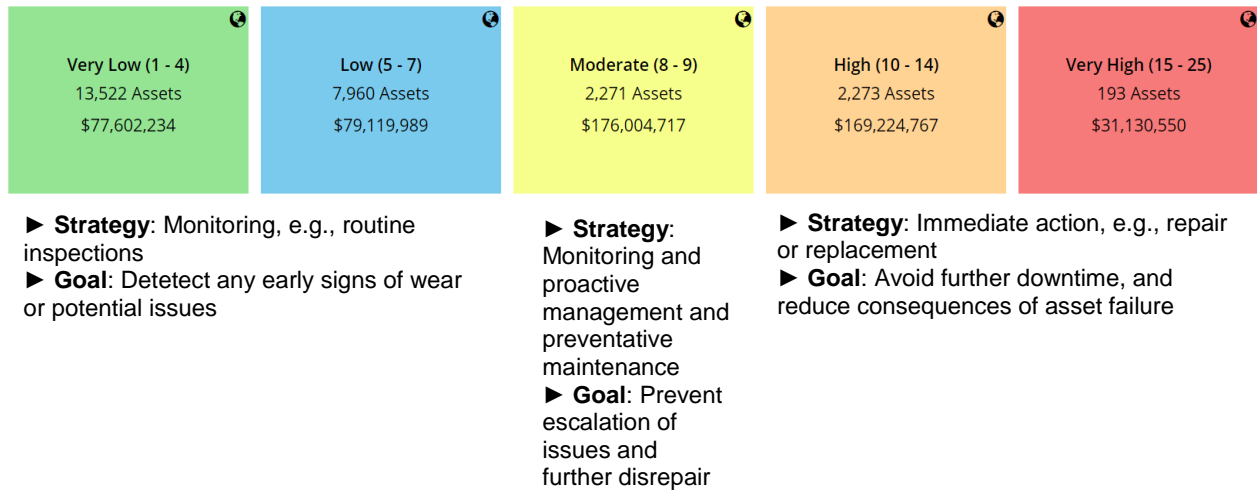 Very Low (1 - 4)
13,522 Assets
$77,602,234
Low (5 - 7)
7,960 Assets
$79,119,989
Moderate (8 - 9)
2,271 Assets
$176,004,717
High (10 - 14)
2,273 Assets
$169,224,767
Very High (15 - 25)
193 Assets
$31,130,550
► Strategy: Monitoring, e.g., routine
inspections
► Goal: Detetect any early signs of wear
or potential issues
► Strategy:
Monitoring and
proactive
management and
preventative
maintenance
► Goal: Prevent
escalation of
issues and
further disrepair
► Strategy: Immediate action, e.g., repair
or replacement
► Goal: Avoid further downtime, and
reduce consequences of asset failure